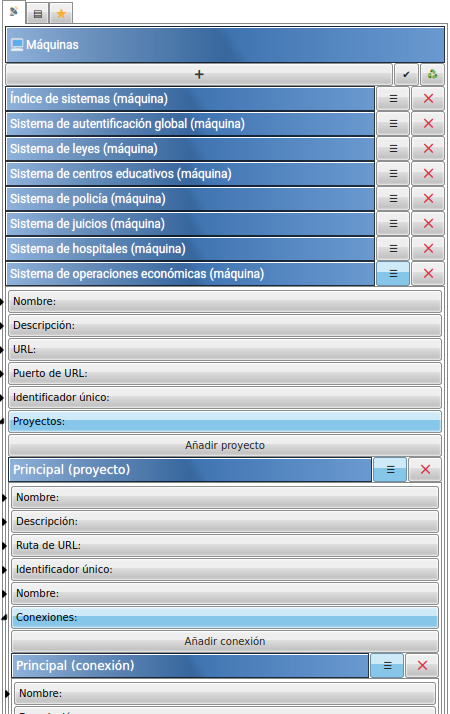 Máquinas
+
Índice de sistemas (máquina)
Sistema de autentificación global (máquina)
Sistema de leyes (máquina)
Sistema de centros educativos (máquina)
Sistema de policía (máquina)
Sistema de juicios (máquina)
Sistema de hospitales (máquina)
Sistema de operaciones económicas (máquina)
Nombre:
Descripción:
URL:
Puerto de URL:
Identificador único:
Proyectos:
Añadir proyecto
Principal (proyecto)
Nombre:
Descripción:
Ruta de URL:
Identificador único:
Nombre:
Conexiones:
Añadir conexión
Principal (conexión)
Nombre: